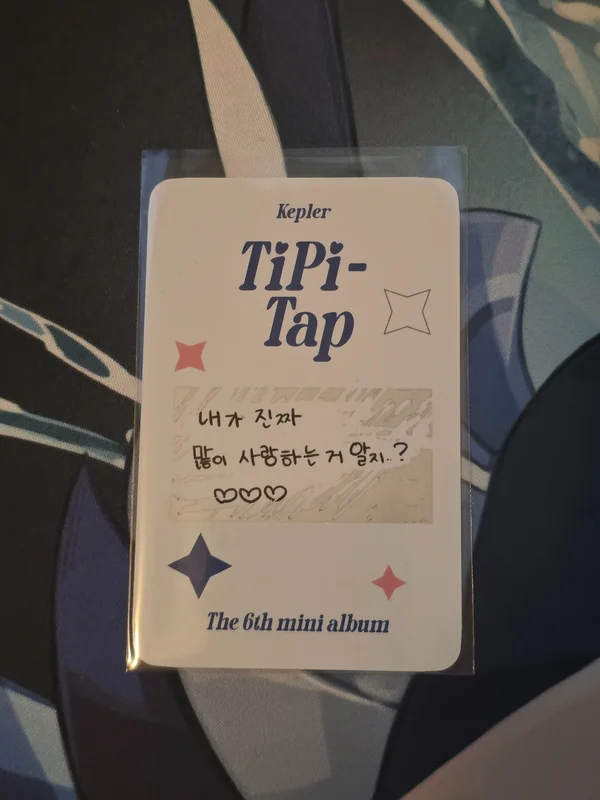 Kepler
TiPi-
Tap
내가 진짜
많이 사랑하는 거 알지..?
♡♡♡
The 6th mini album